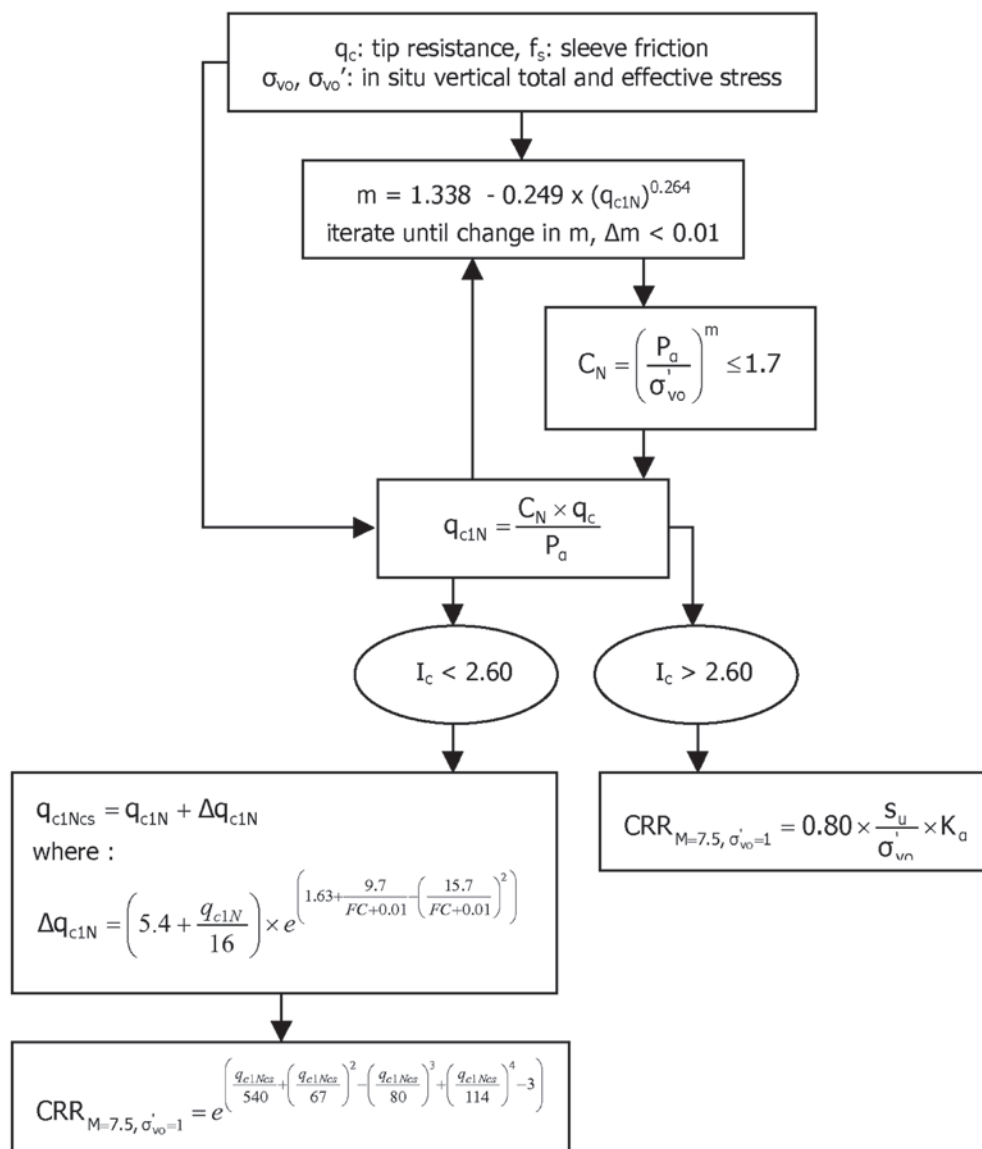 q_c: tip resistance, f_s: sleeve friction
σ_vo, σ_vo′: in situ vertical total and effective stress
m = 1.338 - 0.249 x (q_c1N)^0.264
iterate until change in m, Δm < 0.01
C_N = (P_a / σ'_vo)^m ≤ 1.7
q_c1N = (C_N × q_c) / P_a
I_c < 2.60
I_c > 2.60
q_c1Ncs = q_c1N + Δq_c1N
where :
Δq_c1N = (5.4 + q_c1N / 16) × e^(1.63 + 9.7 / (FC+0.01) - (15.7 / (FC+0.01))^2)
CRR_M=7.5, σ'_vo=1 = 0.80 × s_u / σ'_vo × K_α
CRR_M=7.5, σ'_vo=1 = e^(q_c1Ncs / 540 + (q_c1Ncs / 67)^2 - (q_c1Ncs / 80)^3 + (q_c1Ncs / 114)^4 - 3)